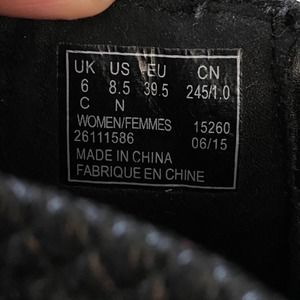 UK US EU CN
6 8.5 39.5 245/1.0
C N
WOMEN/FEMMES 15260
26111586 06/15
MADE IN CHINA
FABRIQUE EN CHINE